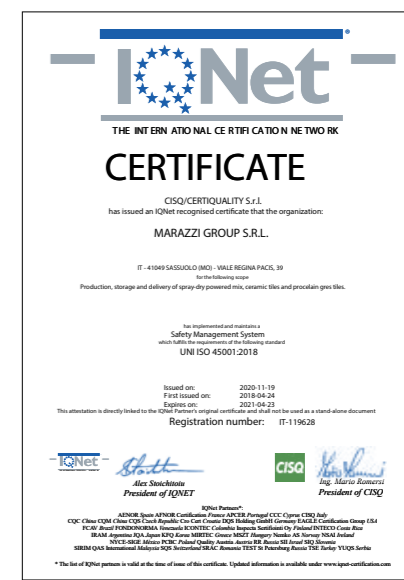 IQNet®
THE INTERNATIONAL CERTIFICATION NETWORK
CERTIFICATE
CISQ/CERTIQUALITY S.r.l.
has issued an IQNet recognised certificate that the organization:
MARAZZI GROUP S.R.L.
IT - 41049 SASSUOLO (MO) - VIALE REGINA PACIS, 39
for the following scope
Production, storage and delivery of spray-dry powred mix, ceramic tiles and procelain gres tiles.
has implemented and maintains a
Safety Management System
which fulfills the requirements of the following standard
UNI ISO 45001:2018
Issued on: 2020-11-19
First issued on: 2018-04-24
Expires on: 2021-04-23
This attestation is directly linked to the IQNet Partner's original certificate and shall not be used as a stand-alone document
Registration number: IT-119628
IQNet
CISQ
Alex Stoichitoiu
President of IQNET
Ing. Mario Romersi
President of CISQ
IQNet Partners*:
AENOR Spain AFNOR Certification France APCER Portugal CCC Cyprus CISQ Italy
CQC China CQM China CQS Czech Republic Cro Cert Croatia DQS Holding GmbH Germany EAGLE Certification Group USA
FCAV Brazil FONDONORMA Venezuela ICONTEC Colombia Inspecta Sertifiointi Oy Finland INTECO Costa Rica
IRAM Argentina JQA Japan KFQ Korea MIRTEC Greece MSZT Hungary Nemko AS Norway NSAI Ireland
NYCE-SIGE México PCBC Poland Quality Austria Austria RR Russia SII Israel SIQ Slovenia
SIRIM QAS International Malaysia SQS Switzerland SRAC Romania TEST St Petersburg Russia TSE Turkey YUQS Serbia
* The list of IQNet partners is valid at the time of issue of this certificate. Updated information is available under www.iqnet-certification.com